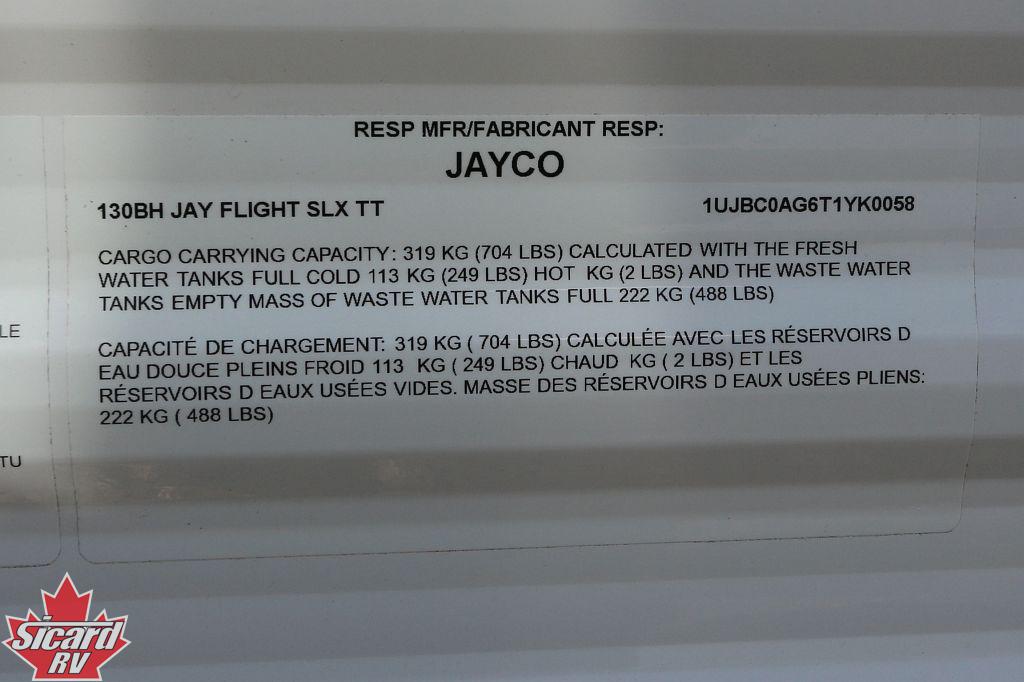 RESP MFR/FABRICANT RESP:
JAYCO
130BH JAY FLIGHT SLX TT 1UJBC0AG6T1YK0058
CARGO CARRYING CAPACITY: 319 KG (704 LBS) CALCULATED WITH THE FRESH
WATER TANKS FULL COLD 113 KG (249 LBS) HOT KG (2 LBS) AND THE WASTE WATER
TANKS EMPTY MASS OF WASTE WATER TANKS FULL 222 KG (488 LBS)
CAPACITÉ DE CHARGEMENT: 319 KG ( 704 LBS) CALCULÉE AVEC LES RÉSERVOIRS D
EAU DOUCE PLEINS FROID 113 KG ( 249 LBS) CHAUD KG ( 2 LBS) ET LES
RÉSERVOIRS D EAUX USÉES VIDES. MASSE DES RÉSERVOIRS D EAUX USÉES PLIENS:
222 KG ( 488 LBS)
LE
TU
Sicard
RV